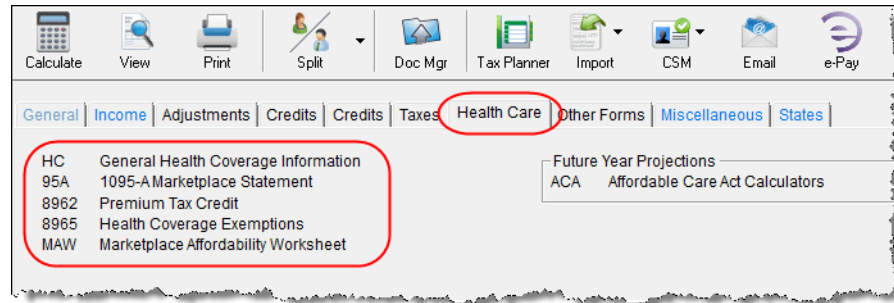 Calculate View Print Split Doc Mgr Tax Planner Import CSM Email e-Pay
General Income Adjustments Credits Credits Taxes Health Care Other Forms Miscellaneous States
HC General Health Coverage Information
95A 1095-A Marketplace Statement
8962 Premium Tax Credit
8965 Health Coverage Exemptions
MAW Marketplace Affordability Worksheet
Future Year Projections
ACA Affordable Care Act Calculators